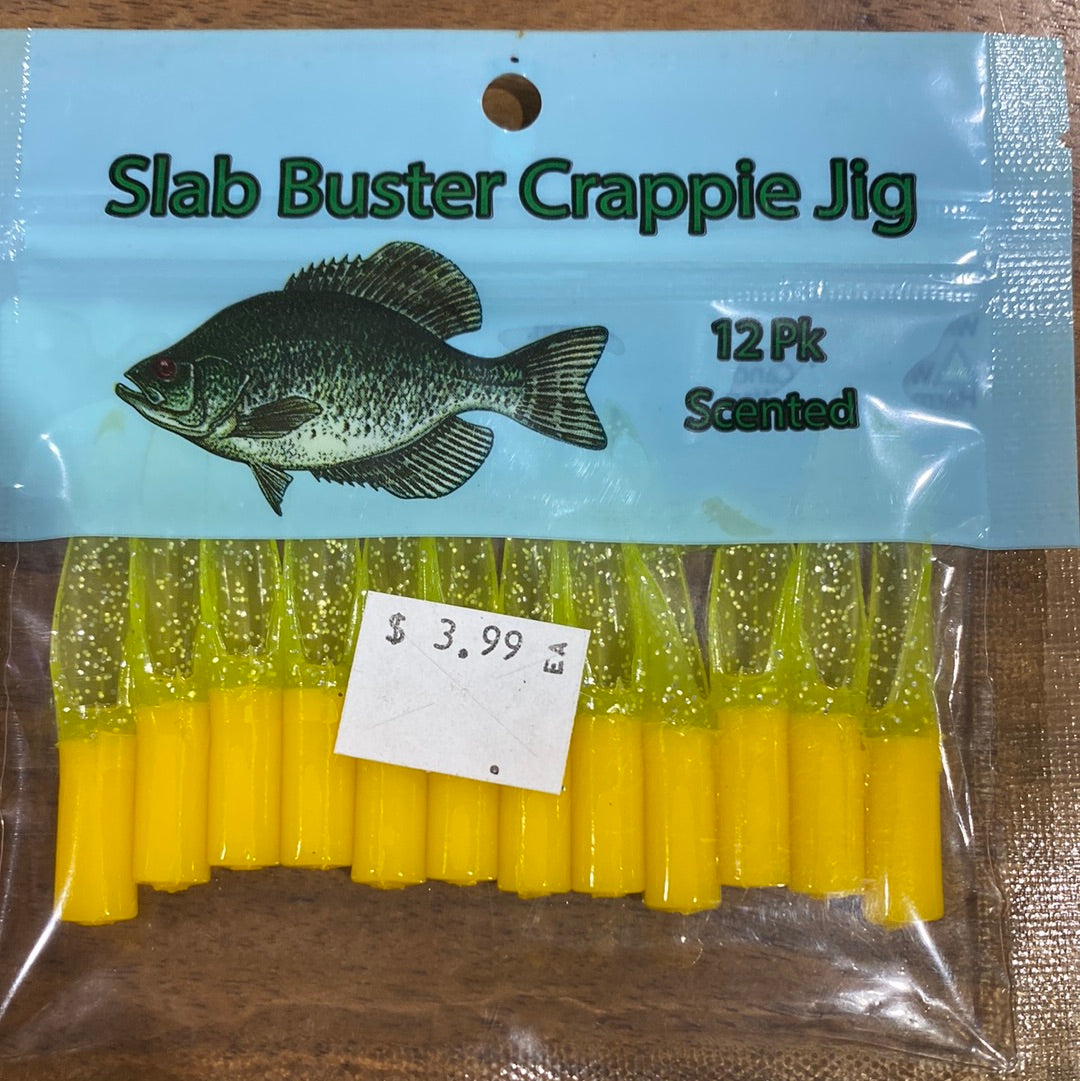 Slab Buster Crappie Jig
12 Pk
Scented
$ 3.99 EA